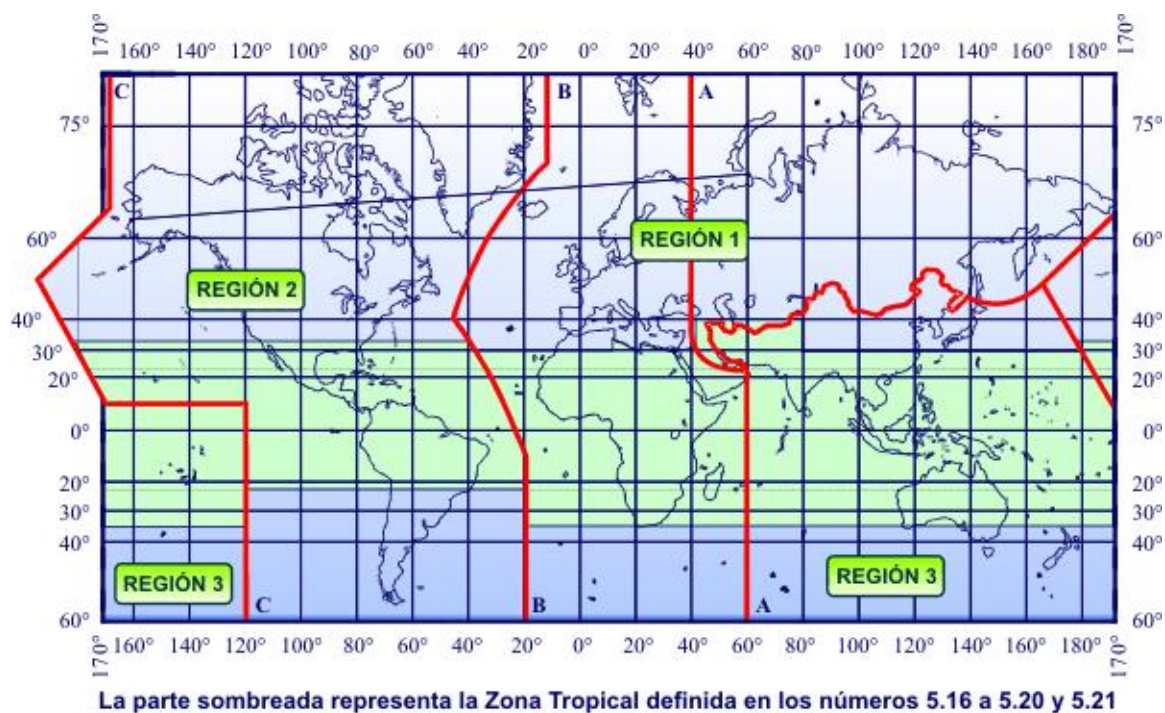 170° 160° 140° 120° 100° 80° 60° 40° 20° 0° 20° 40° 60° 80° 100° 120° 140° 160° 180° 170°
C B A
75° 75°
60° 60°
REGIÓN 1
REGIÓN 2
40° 40°
30° 30°
20° 20°
0° 0°
20° 20°
30° 30°
40° 40°
REGIÓN 3 REGIÓN 3
C B A
60° 60°
170° 160° 140° 120° 100° 80° 60° 40° 20° 0° 20° 40° 60° 80° 100° 120° 140° 160° 180° 170°
La parte sombreada representa la Zona Tropical definida en los números 5.16 a 5.20 y 5.21